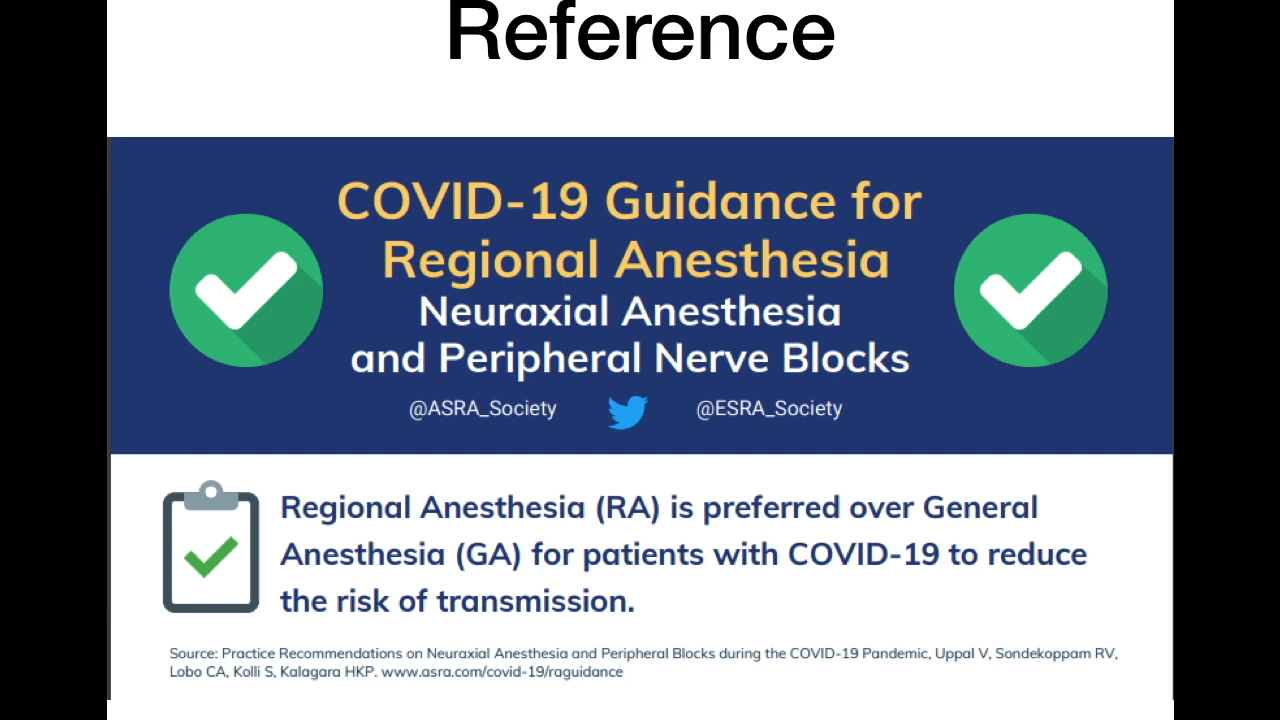 Reference
COVID-19 Guidance for
Regional Anesthesia
Neuraxial Anesthesia
and Peripheral Nerve Blocks
@ASRA_Society @ESRA_Society
Regional Anesthesia (RA) is preferred over General
Anesthesia (GA) for patients with COVID-19 to reduce
the risk of transmission.
Source: Practice Recommendations on Neuraxial Anesthesia and Peripheral Blocks during the COVID-19 Pandemic, Uppal V, Sondekoppam RV,
Lobo CA, Kolli S, Kalagara HKP. www.asra.com/covid-19/raguidance